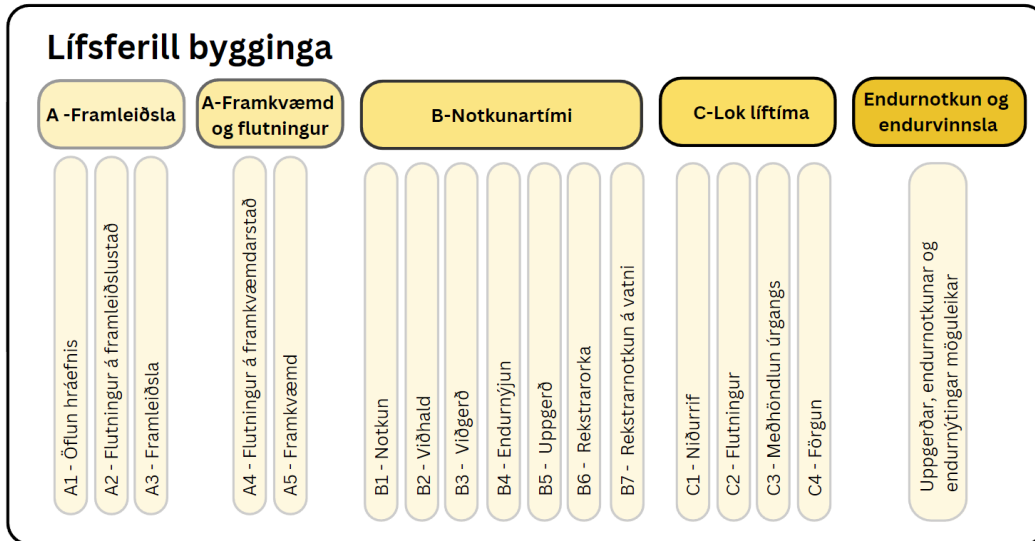 Lífsferill bygginga
A -Framleiðsla
A-Framkvæmd
og flutningur
B-Notkunartími
C-Lok líftíma
Endurnotkun og
endurvinnsla
A1 - Öflun hráefnis
A2 - Flutningur á framleiðslustað
A3 - Framleiðsla
A4 - Flutningur á framkvæmdarstað
A5 - Framkvæmd
B1 - Notkun
B2 - Viðhald
B3 - Viðgerð
B4 - Endurnýjun
B5 - Uppgerð
B6 - Rekstrarorka
B7 - Rekstrarnotkun á vatni
C1 - Niðurrif
C2 - Flutningur
C3 - Meðhöndlun úrgangs
C4 - Förgun
Uppgerðar, endurnotkunar og
endurnýtingar möguleikar